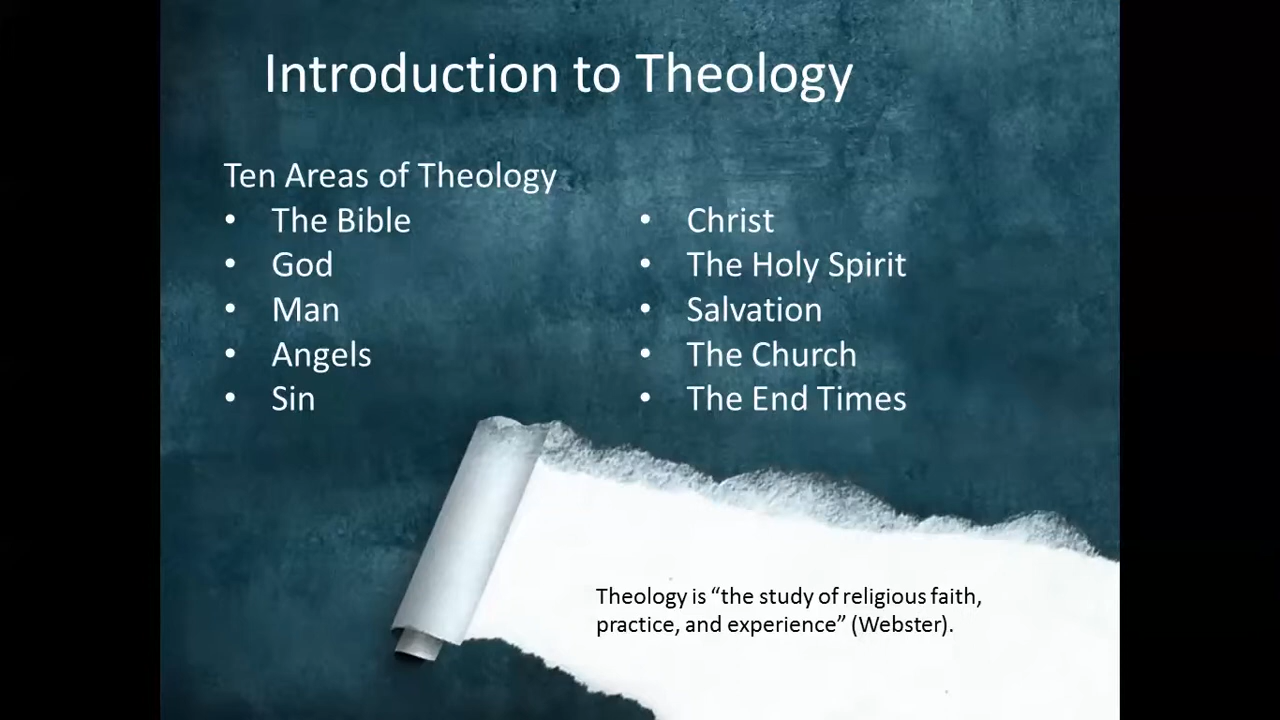 Introduction to Theology
Ten Areas of Theology
• The Bible
• God
• Man
• Angels
• Sin
• Christ
• The Holy Spirit
• Salvation
• The Church
• The End Times
Theology is “the study of religious faith,
practice, and experience” (Webster).